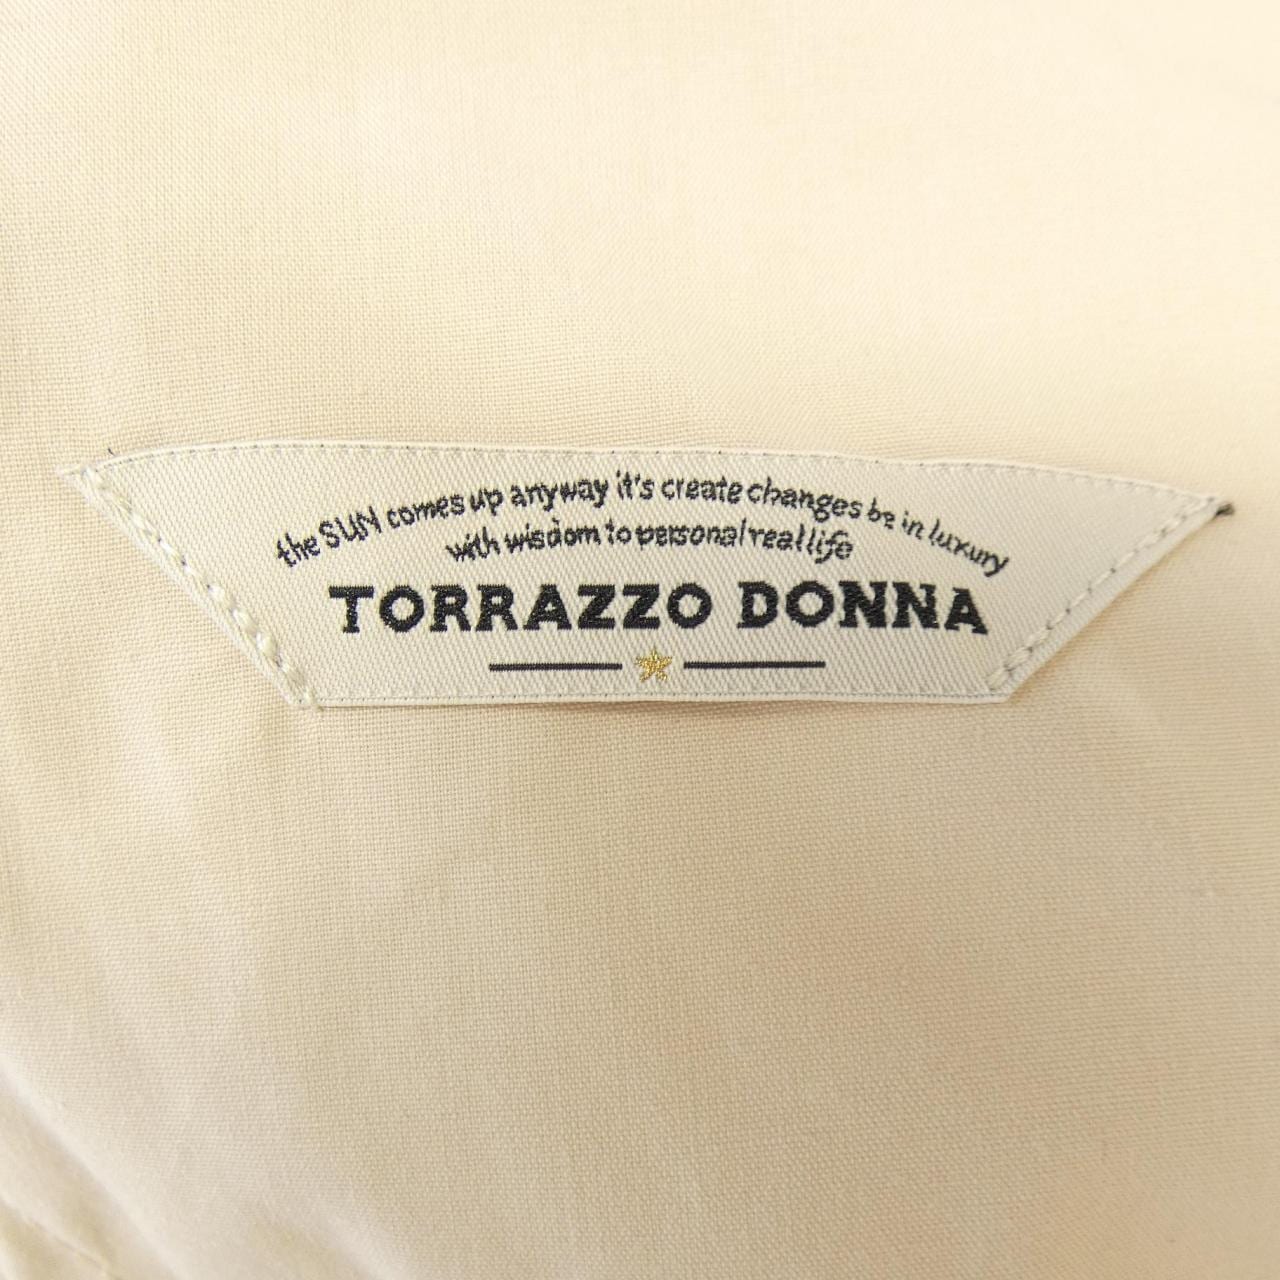 the SUN comes up anyway it's create changes be in luxury
with wisdom to personal real life
TORRAZZO DONNA